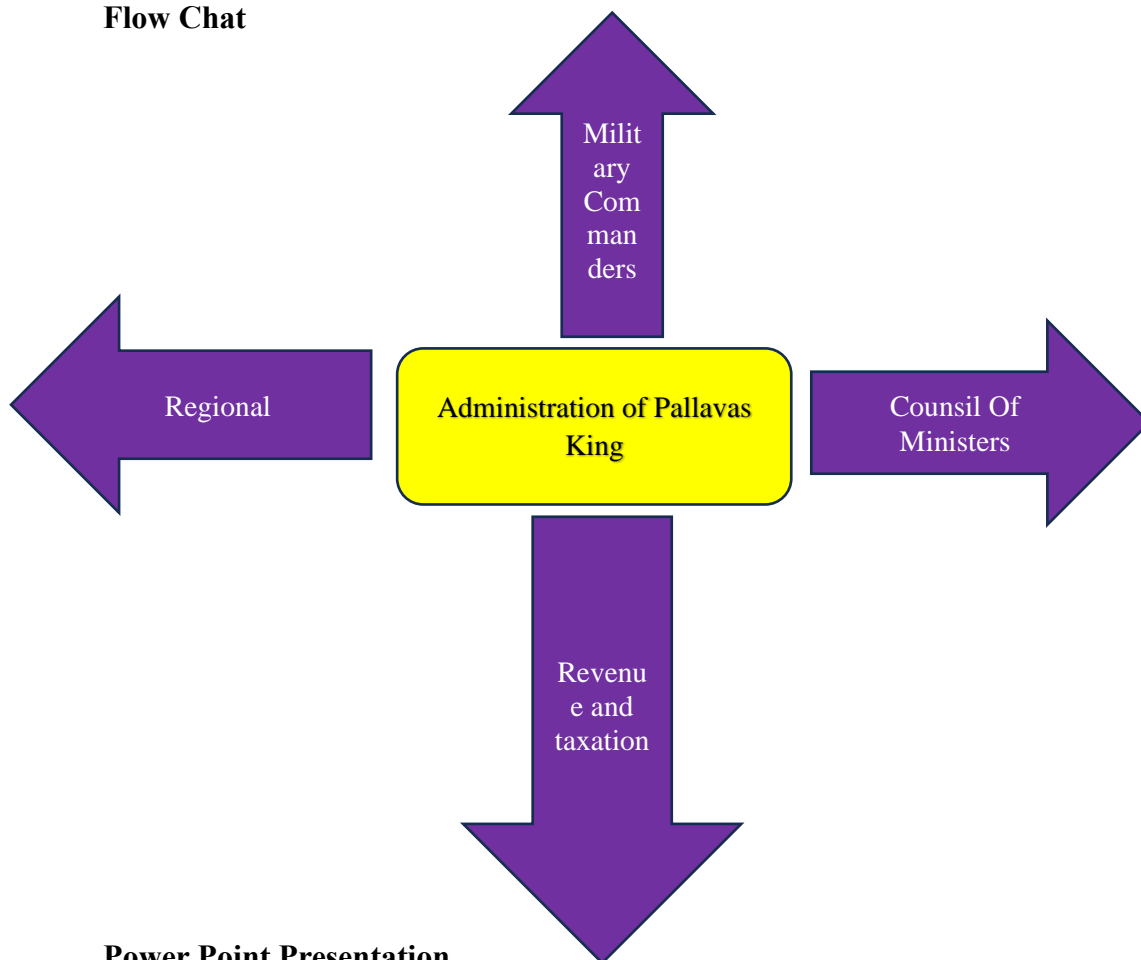 Flow Chat
Milit
ary
Com
man
ders
Regional
Administration of Pallavas
King
Counsil Of
Ministers
Revenu
e and
taxation
Power Point Presentation